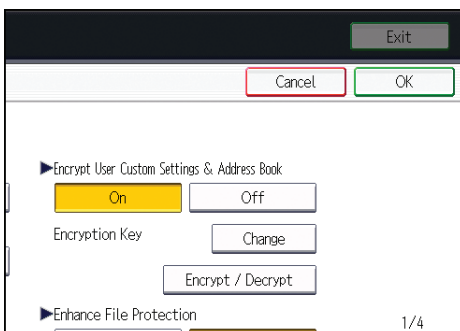 Exit
Cancel OK
▶Encrypt User Custom Settings & Address Book
On Off
Encryption Key Change
Encrypt / Decrypt
▶Enhance File Protection
1/4